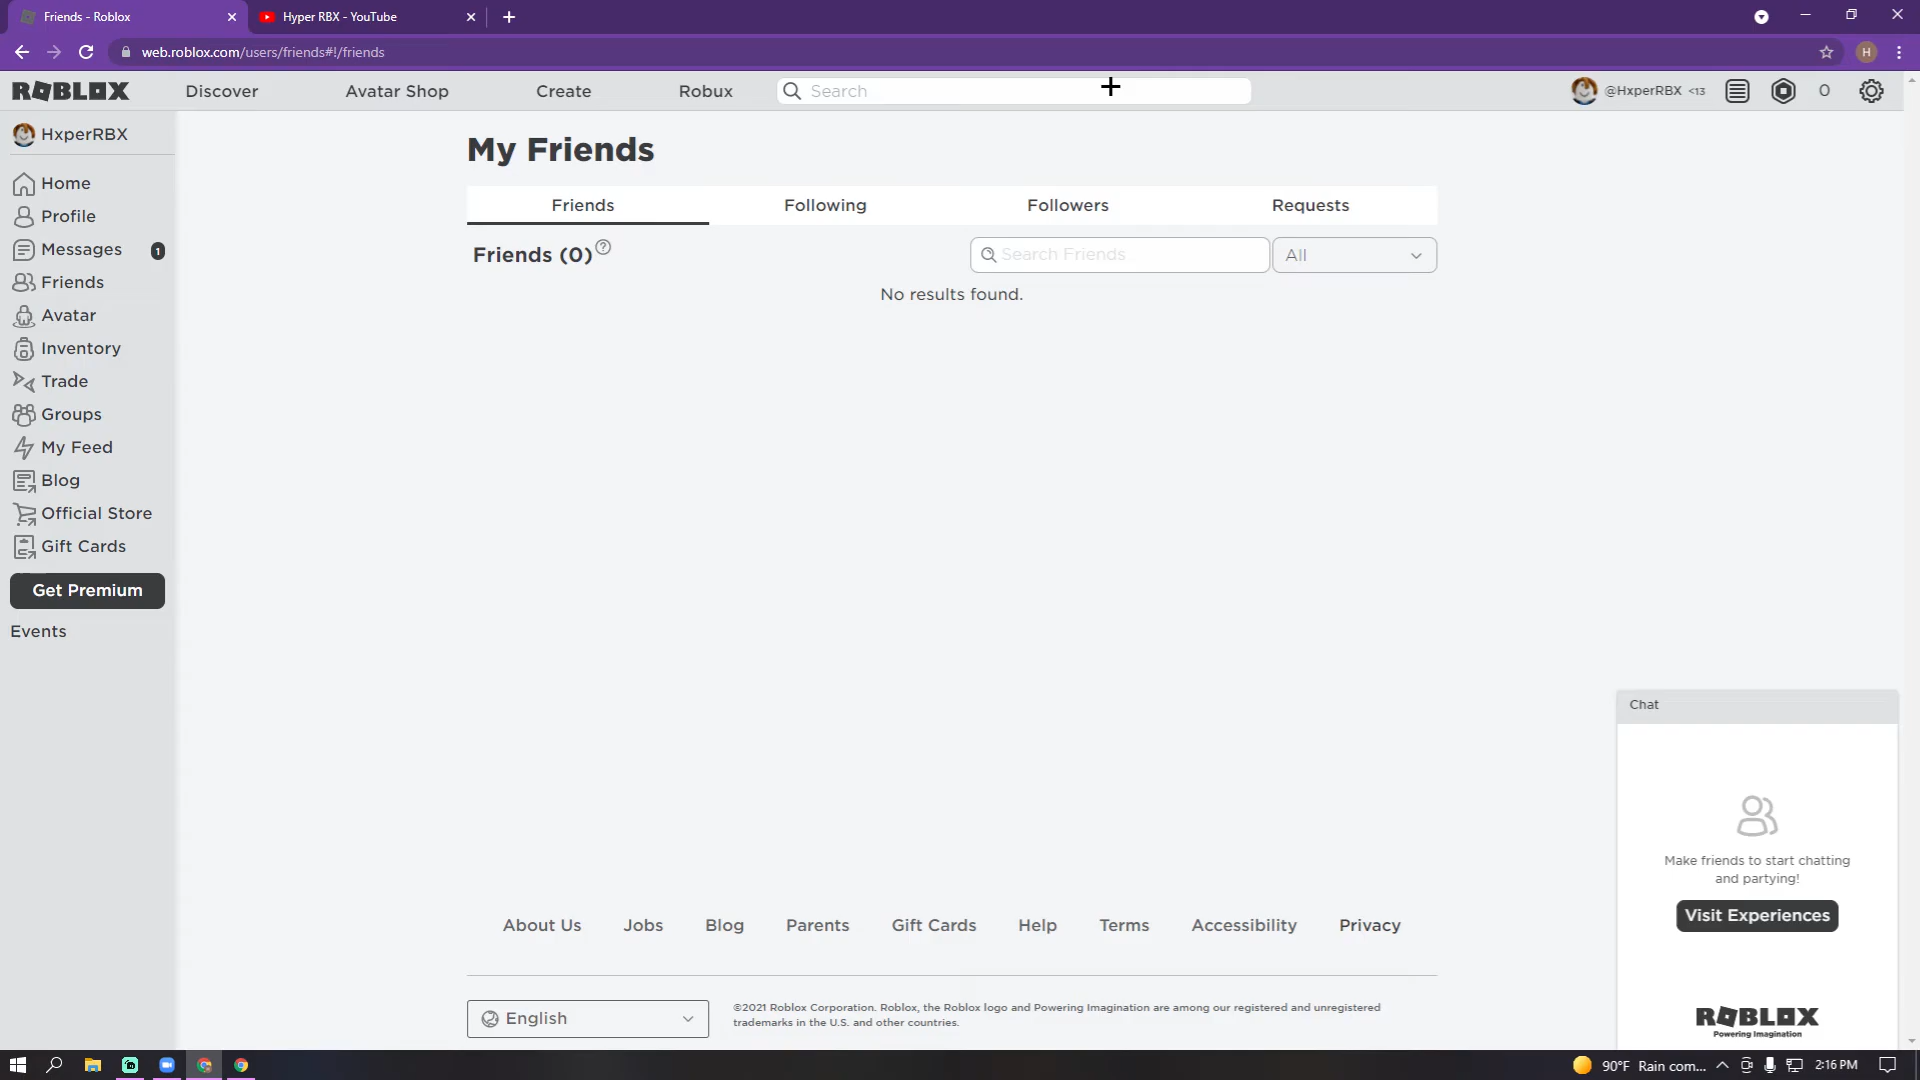 Friends - Roblox
Hyper RBX - YouTube
web.roblox.com/users/friends#!/friends
H
ROBLOX
Discover
Avatar Shop
Create
Robux
Search
@HxperRBX <13
0
HxperRBX
Home
Profile
Messages 1
Friends
Avatar
Inventory
Trade
Groups
My Feed
Blog
Official Store
Gift Cards
Get Premium
Events
My Friends
Friends
Following
Followers
Requests
Friends (0)
?
Search Friends
All
No results found.
Chat
Make friends to start chatting
and partying!
Visit Experiences
ROBLOX
Powering Imagination
About Us
Jobs
Blog
Parents
Gift Cards
Help
Terms
Accessibility
Privacy
English
©2021 Roblox Corporation. Roblox, the Roblox logo and Powering Imagination are among our registered and unregistered
trademarks in the U.S. and other countries.
90°F Rain com...
2:16 PM